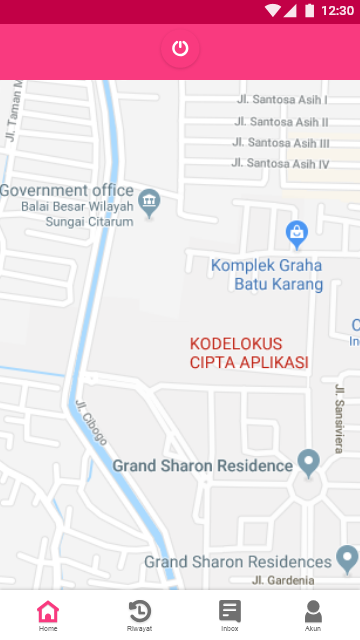 12:30
Jl. Taman M
Jl. Santosa Asih I
Jl. Santosa Asih II
Jl. Santosa Asih III
Jl. Santosa Asih IV
Government office
Balai Besar Wilayah
Sungai Citarum
Komplek Graha
Batu Karang
KODELOKUS
CIPTA APLIKASI
Jl. Sansiviera
Jl. Cibogo
Grand Sharon Residence
Grand Sharon Residences
Jl. Gardenia
Home
Riwayat
Inbox
Akun